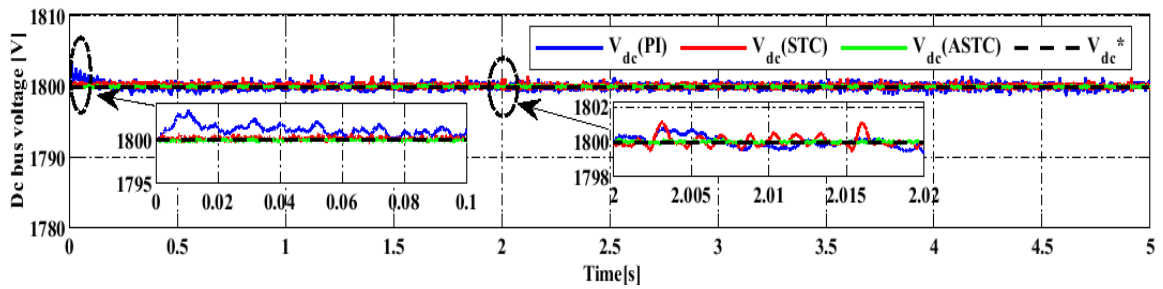 1810
V_dc(PI) V_dc(STC) V_dc(ASTC) V_dc*
1800
1790
1780
Dc bus voltage [V]
1800
1795
0 0.02 0.04 0.06 0.08 0.1
1802
1800
1798
2 2.005 2.01 2.015 2.02
0 0.5 1 1.5 2 2.5 3 3.5 4 4.5 5
Time[s]